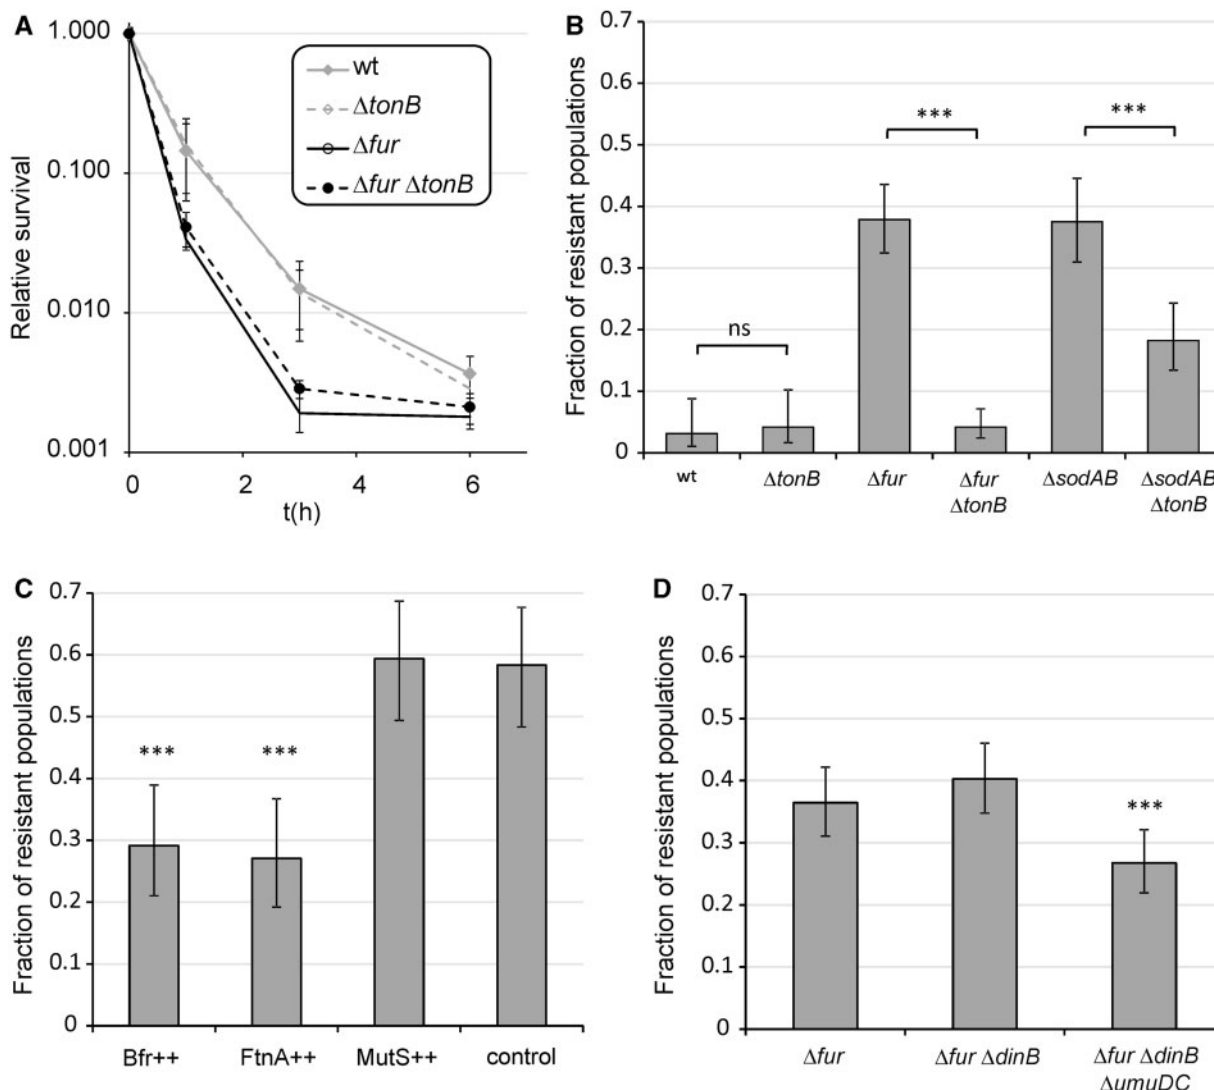 A
1.000
0.100
0.010
0.001
Relative survival
0 2 4 6
t(h)
wt
ΔtonB
Δfur
Δfur ΔtonB
B
0.7
0.6
0.5
0.4
0.3
0.2
0.1
0
Fraction of resistant populations
ns
***
***
wt ΔtonB Δfur Δfur ΔsodAB ΔsodAB
ΔtonB ΔtonB
C
0.7
0.6
0.5
0.4
0.3
0.2
0.1
0
Fraction of resistant populations
***
***
Bfr++ FtnA++ MutS++ control
D
0.7
0.6
0.5
0.4
0.3
0.2
0.1
0
Fraction of resistant populations
***
Δfur Δfur ΔdinB Δfur ΔdinB
ΔumuDC